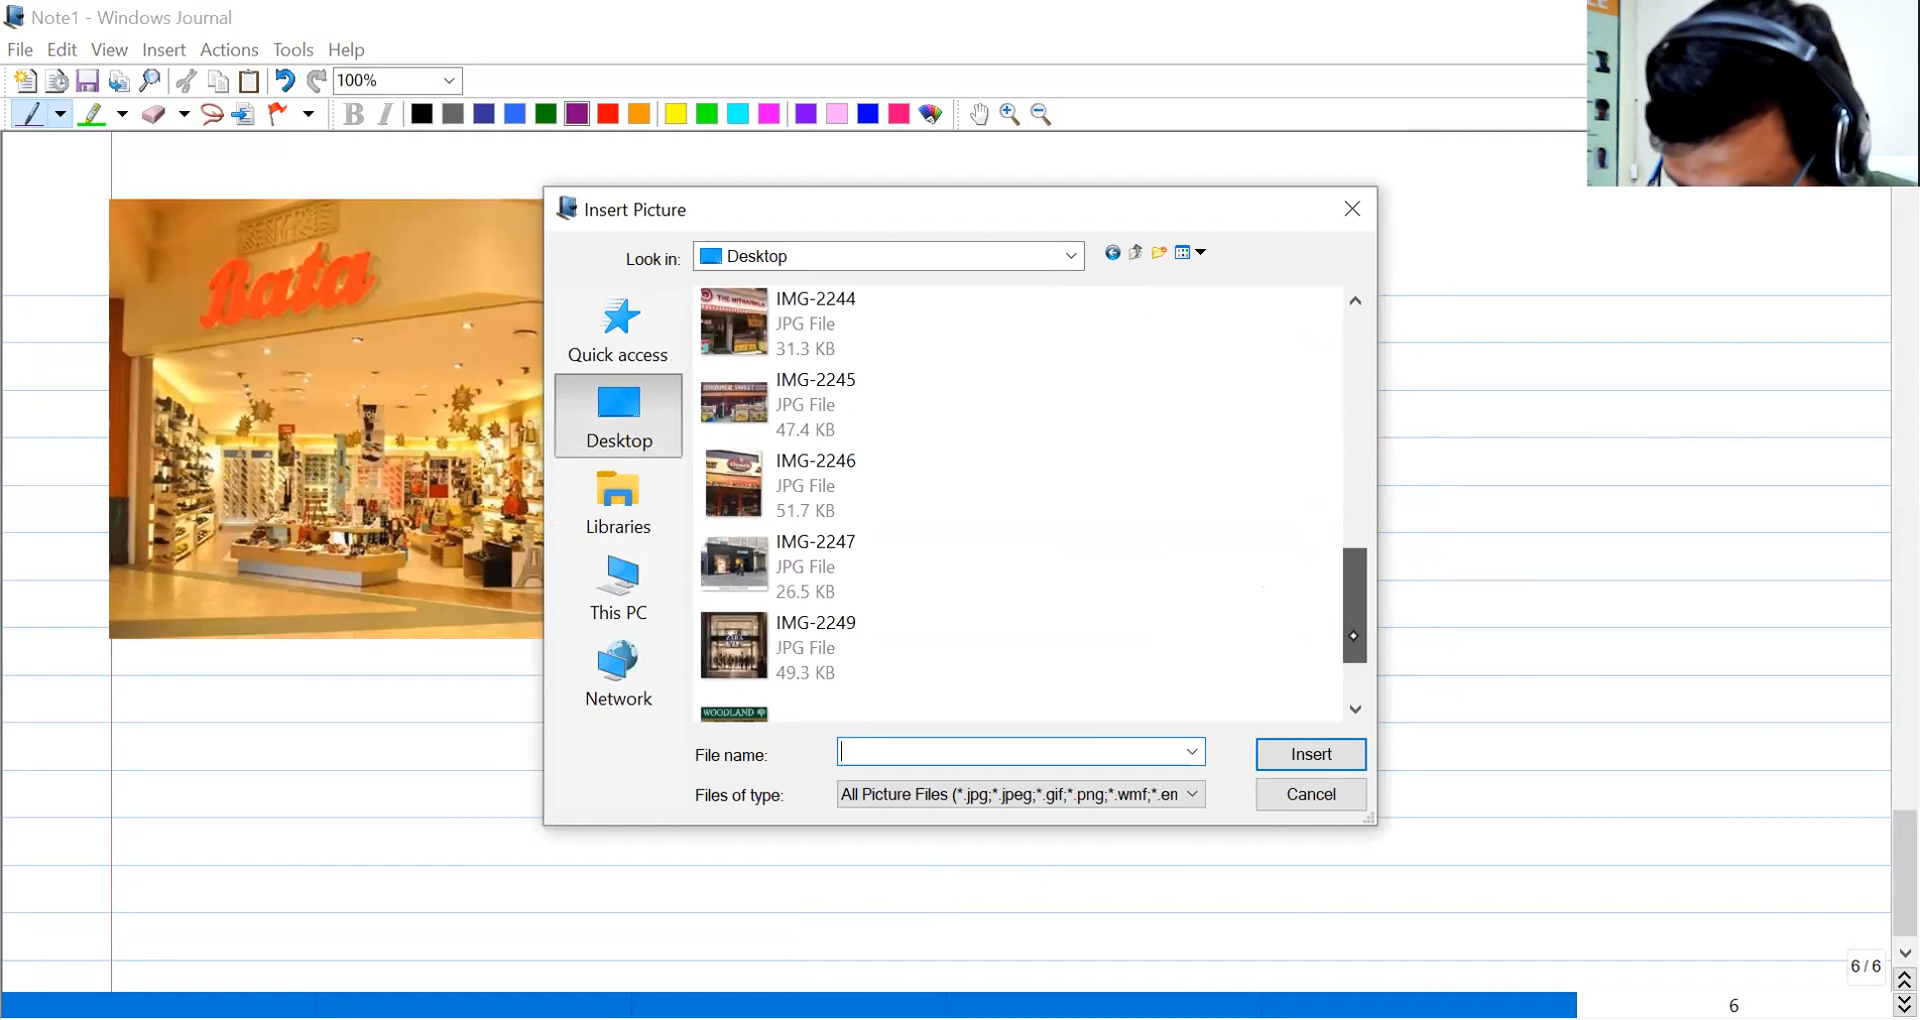 Note1 - Windows Journal
File Edit View Insert Actions Tools Help
100%
B I
Bata
Insert Picture
Look in: Desktop
Quick access
Desktop
Libraries
This PC
Network
IMG-2244
JPG File
31.3 KB
IMG-2245
JPG File
47.4 KB
IMG-2246
JPG File
51.7 KB
IMG-2247
JPG File
26.5 KB
IMG-2249
JPG File
49.3 KB
ZARA
WOODLAND
File name:
Insert
Files of type: All Picture Files (*.jpg;*.jpeg;*.gif;*.png;*.wmf;*.em
Cancel
6 / 6
6